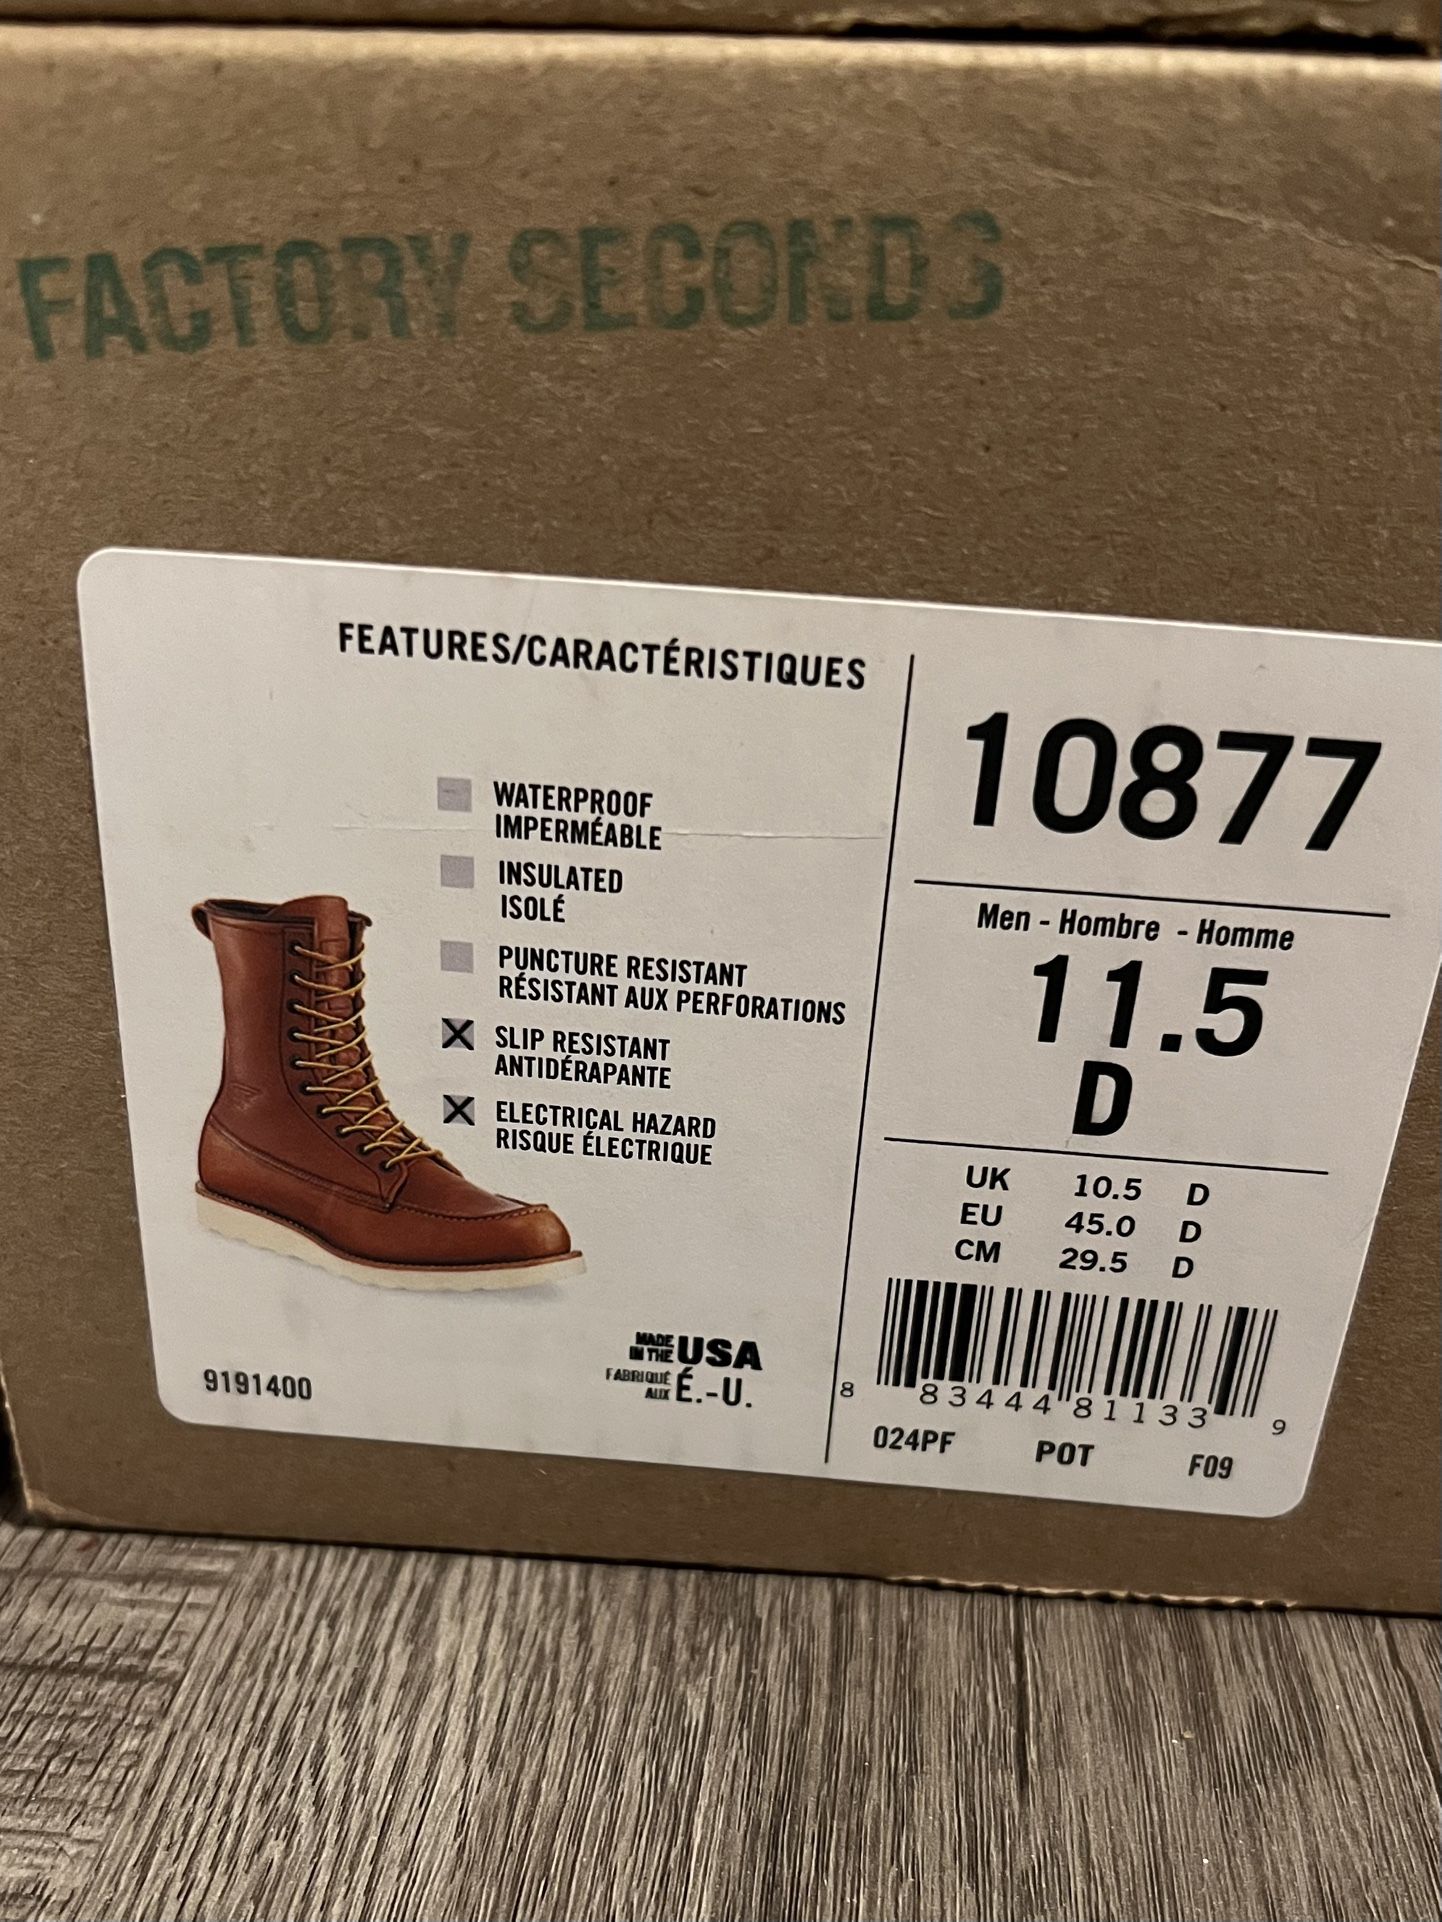 FACTORY SECONDS
FEATURES/CARACTÉRISTIQUES
WATERPROOF
IMPERMÉABLE
INSULATED
ISOLÉ
PUNCTURE RESISTANT
RÉSISTANT AUX PERFORATIONS
SLIP RESISTANT
ANTIDÉRAPANTE
ELECTRICAL HAZARD
RISQUE ÉLECTRIQUE
9191400
MADE IN THE USA
FABRIQUÉ AUX É.-U.
10877
Men - Hombre - Homme
11.5
D
UK 10.5 D
EU 45.0 D
CM 29.5 D
8 83444 81133 9
024PF POT F09